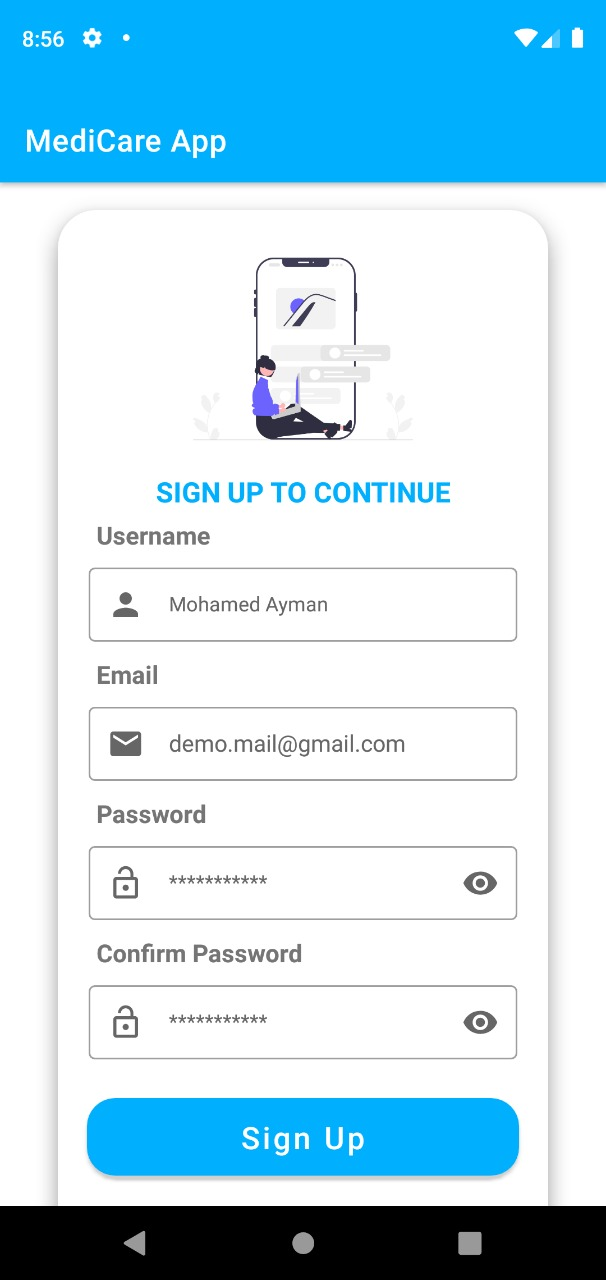 8:56
MediCare App
SIGN UP TO CONTINUE
Username
Mohamed Ayman
Email
demo.mail@gmail.com
Password
***********
Confirm Password
***********
Sign Up